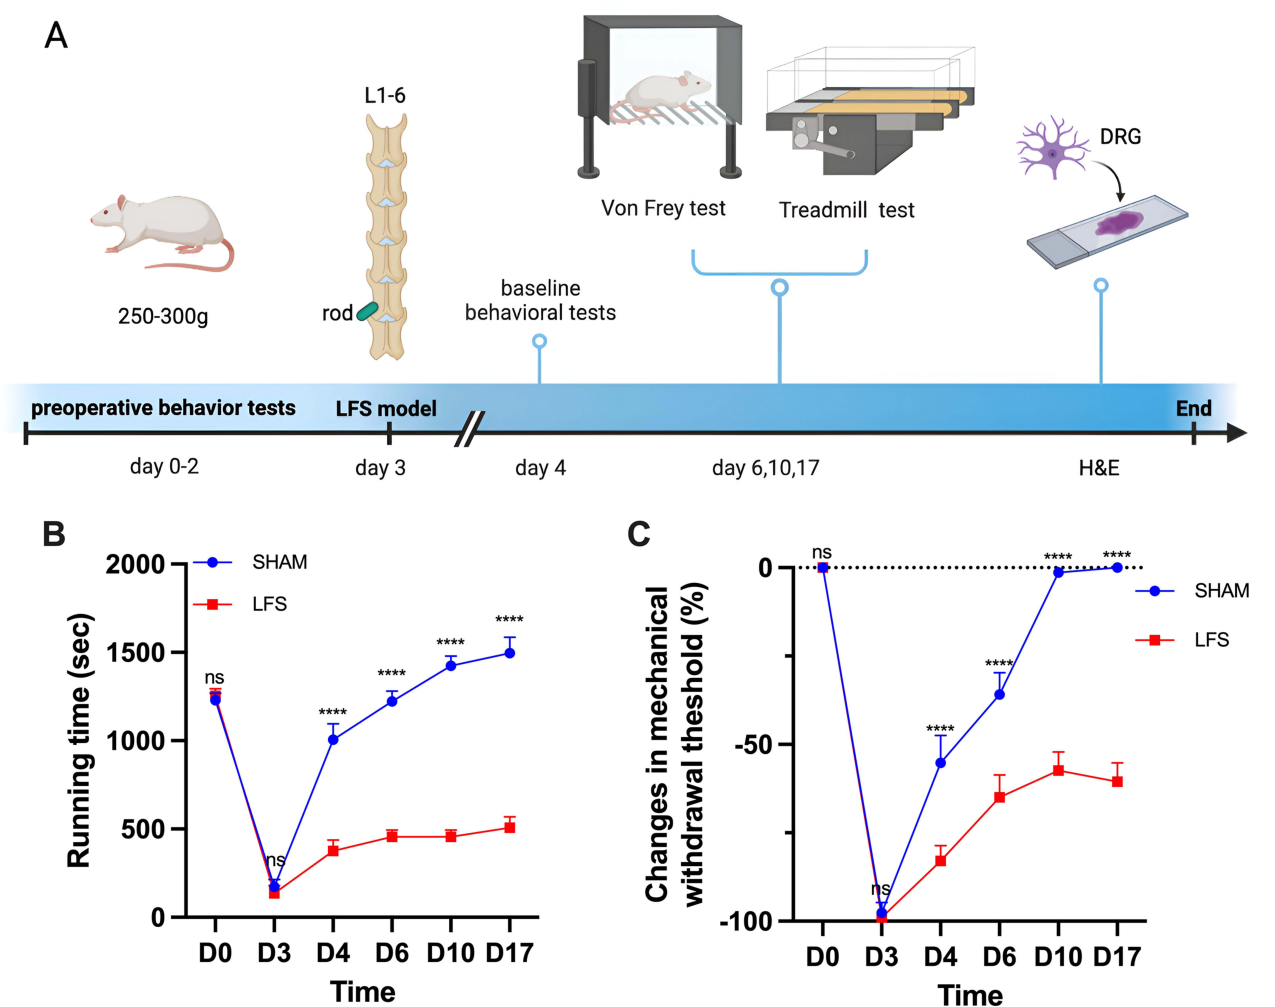 A
L1-6
DRG
Von Frey test
Treadmill test
baseline
behavioral tests
250-300g
rod
preoperative behavior tests
LFS model
End
day 0-2
day 3
day 4
day 6,10,17
H&E
B
2000
1500
1000
500
0
Running time (sec)
SHAM
LFS
ns
ns
****
****
****
****
D0
D3
D4
D6
D10
D17
Time
C
0
-50
-100
Changes in mechanical
withdrawal theshold (%)
ns
ns
****
****
****
****
SHAM
LFS
D0
D3
D4
D6
D10
D17
Time